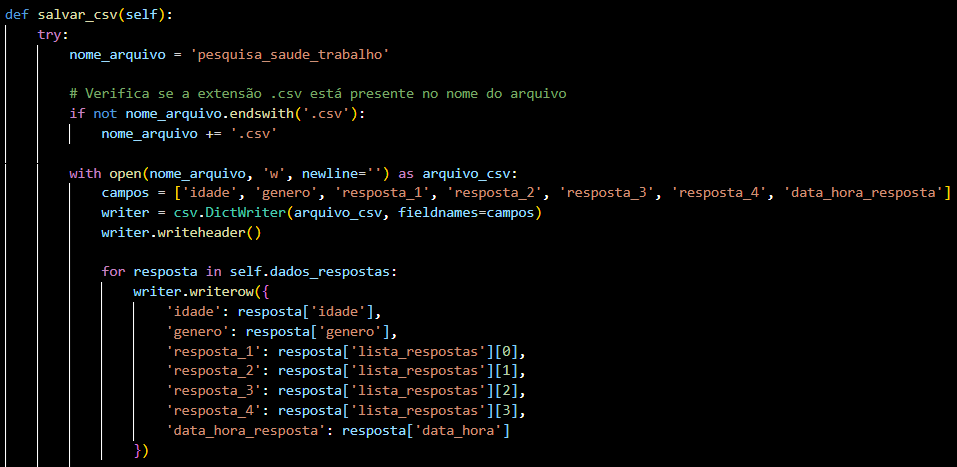 def salvar_csv(self):
    try:
        nome_arquivo = 'pesquisa_saude_trabalho'

        # Verifica se a extensão .csv está presente no nome do arquivo
        if not nome_arquivo.endswith('.csv'):
            nome_arquivo += '.csv'

        with open(nome_arquivo, 'w', newline='') as arquivo_csv:
            campos = ['idade', 'genero', 'resposta_1', 'resposta_2', 'resposta_3', 'resposta_4', 'data_hora_resposta']
            writer = csv.DictWriter(arquivo_csv, fieldnames=campos)
            writer.writeheader()

            for resposta in self.dados_respostas:
                writer.writerow({
                    'idade': resposta['idade'],
                    'genero': resposta['genero'],
                    'resposta_1': resposta['lista_respostas'][0],
                    'resposta_2': resposta['lista_respostas'][1],
                    'resposta_3': resposta['lista_respostas'][2],
                    'resposta_4': resposta['lista_respostas'][3],
                    'data_hora_resposta': resposta['data_hora']
                })